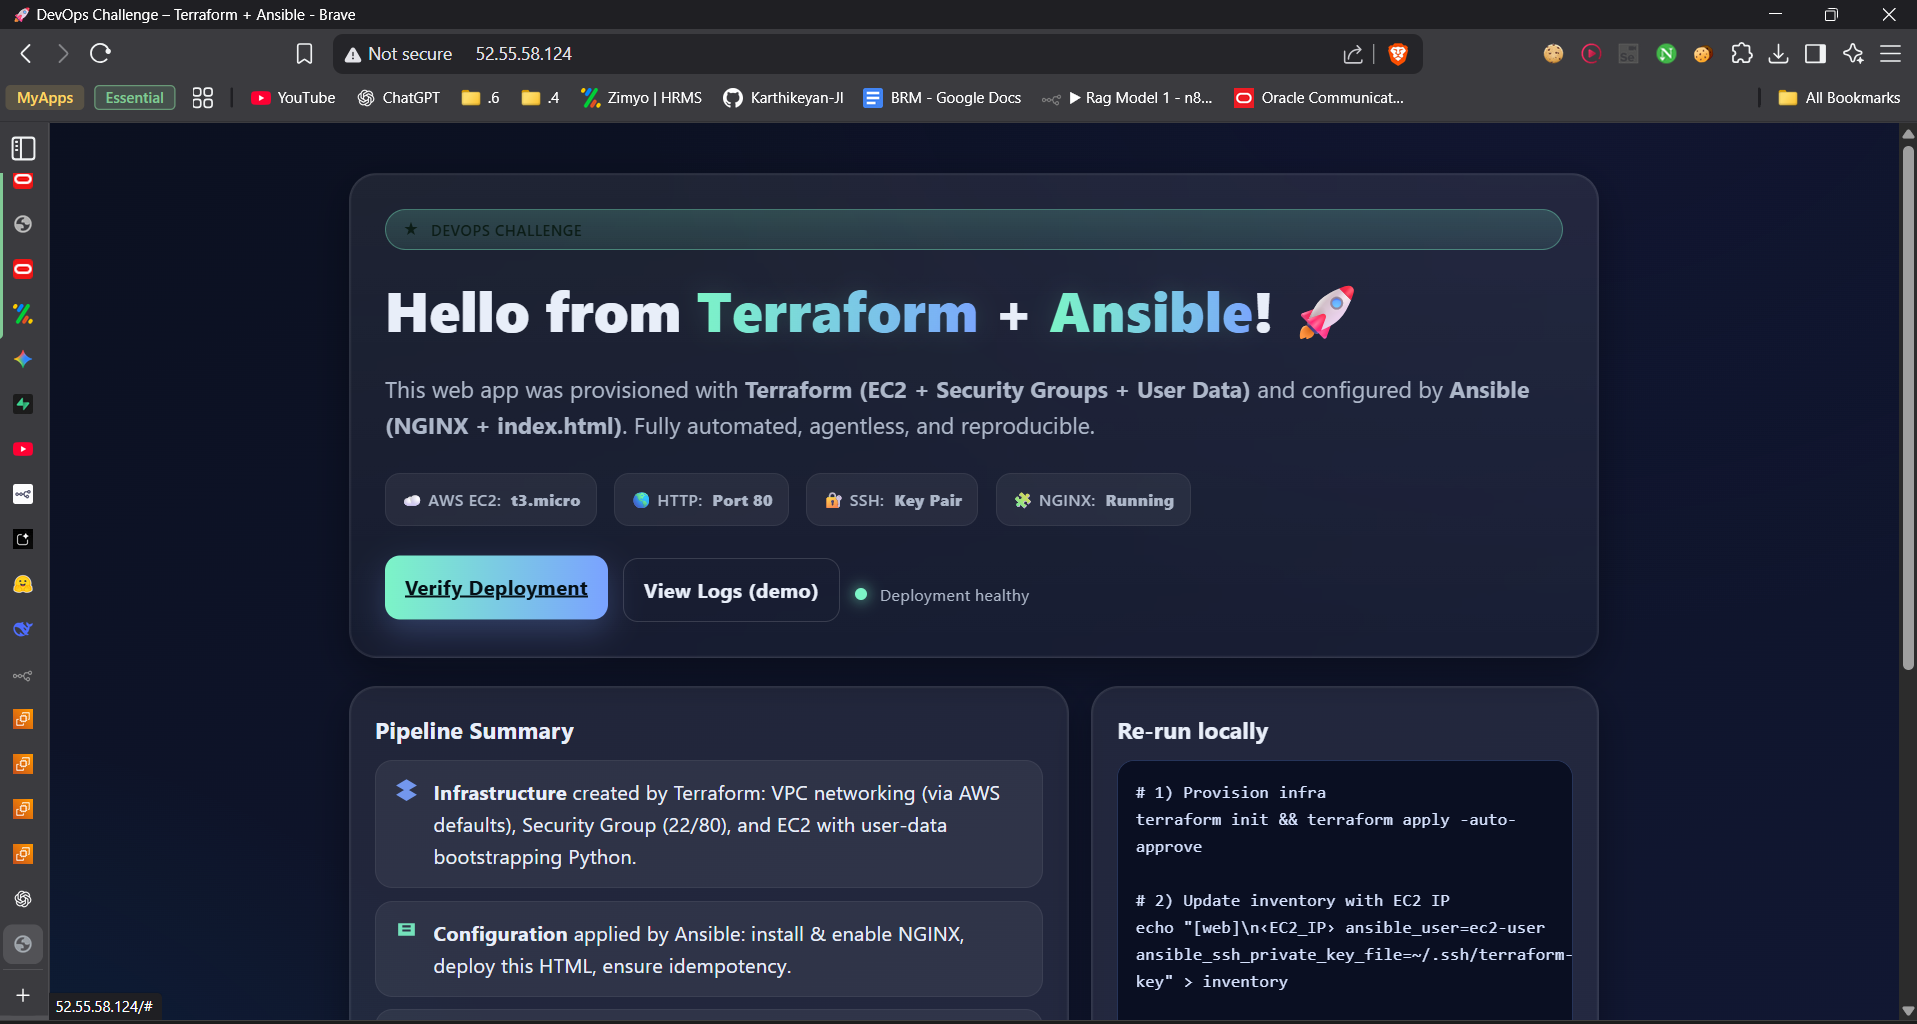 DevOps Challenge – Terraform + Ansible - Brave
Not secure 52.55.58.124
MyApps Essential YouTube ChatGPT .6 .4 Zimyo | HRMS Karthikeyan-JI BRM - Google Docs ▶ Rag Model 1 - n8... Oracle Communicat... All Bookmarks
★ DEVOPS CHALLENGE
Hello from Terraform + Ansible! 🚀
This web app was provisioned with Terraform (EC2 + Security Groups + User Data) and configured by Ansible
(NGINX + index.html). Fully automated, agentless, and reproducible.
☁️ AWS EC2: t3.micro 🌎 HTTP: Port 80 🔐 SSH: Key Pair 🧩 NGINX: Running
Verify Deployment View Logs (demo) Deployment healthy
Pipeline Summary
Infrastructure created by Terraform: VPC networking (via AWS
defaults), Security Group (22/80), and EC2 with user-data
bootstrapping Python.
Configuration applied by Ansible: install & enable NGINX,
deploy this HTML, ensure idempotency.
Re-run locally
# 1) Provision infra
terraform init && terraform apply -auto-
approve
# 2) Update inventory with EC2 IP
echo "[web]\n‹EC2_IP› ansible_user=ec2-user
ansible_ssh_private_key_file=~/.ssh/terraform-
key" > inventory
52.55.58.124/#